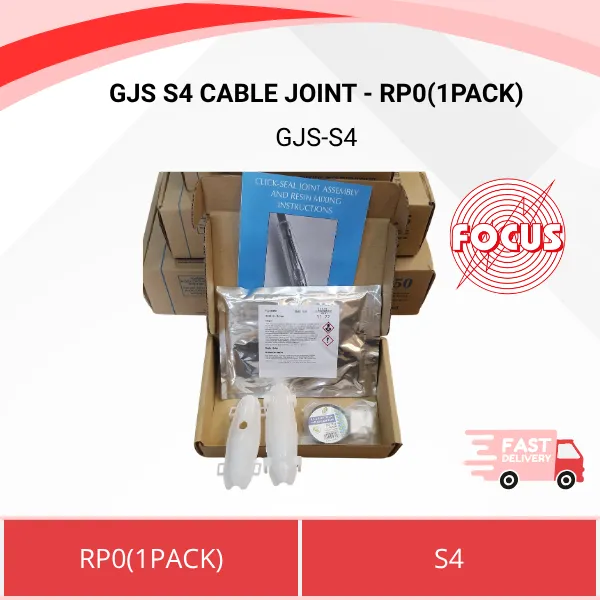 GJS S4 CABLE JOINT - RP0(1PACK)
GJS-S4
CLICK-SEAL JOINT ASSEMBLY
AND RESIN MIXING
INSTRUCTIONS
FOCUS
50
FAST
DELIVERY
RP0(1PACK)
S4